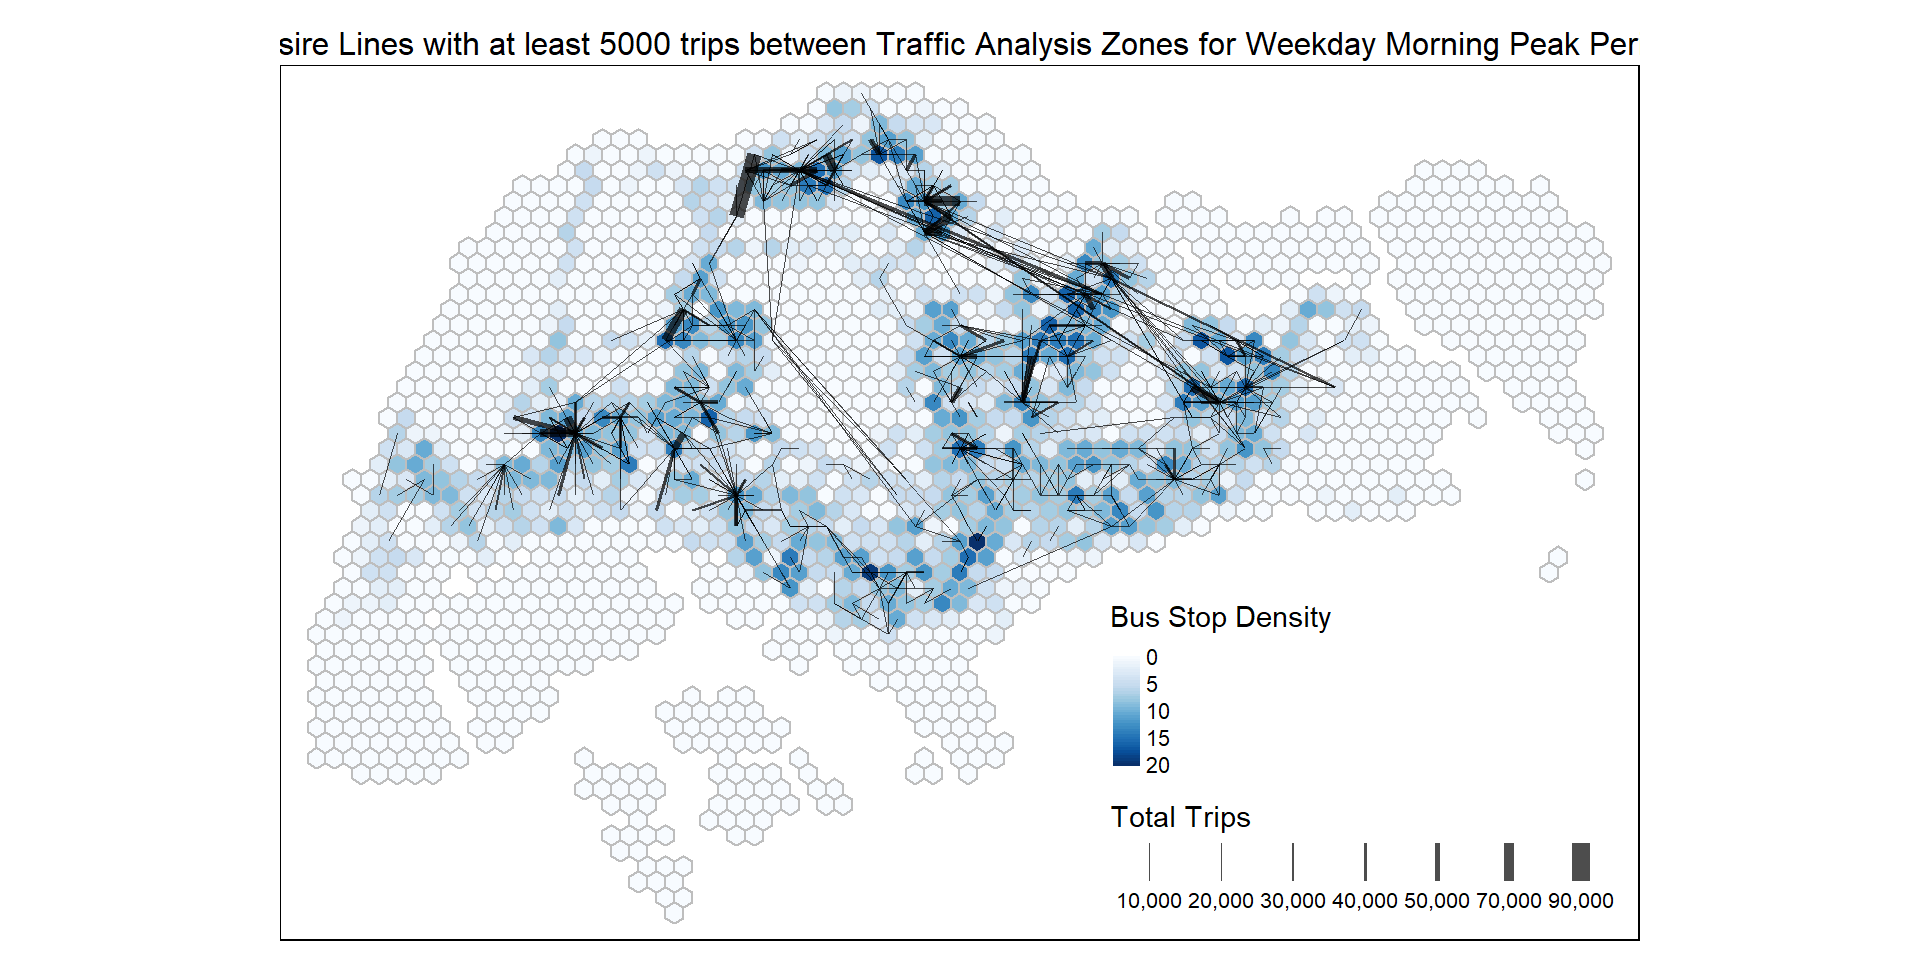 sire Lines with at least 5000 trips between Traffic Analysis Zones for Weekday Morning Peak Per
Bus Stop Density
0
5
10
15
20
Total Trips
10,000 20,000 30,000 40,000 50,000 70,000 90,000